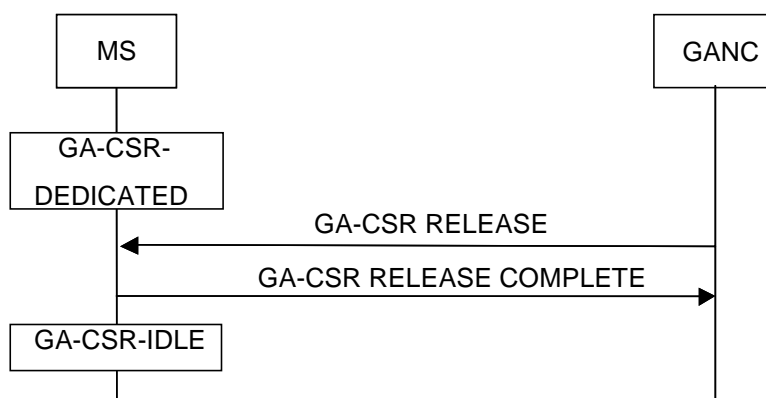 MS
GANC
GA-CSR-
DEDICATED
GA-CSR RELEASE
GA-CSR RELEASE COMPLETE
GA-CSR-IDLE